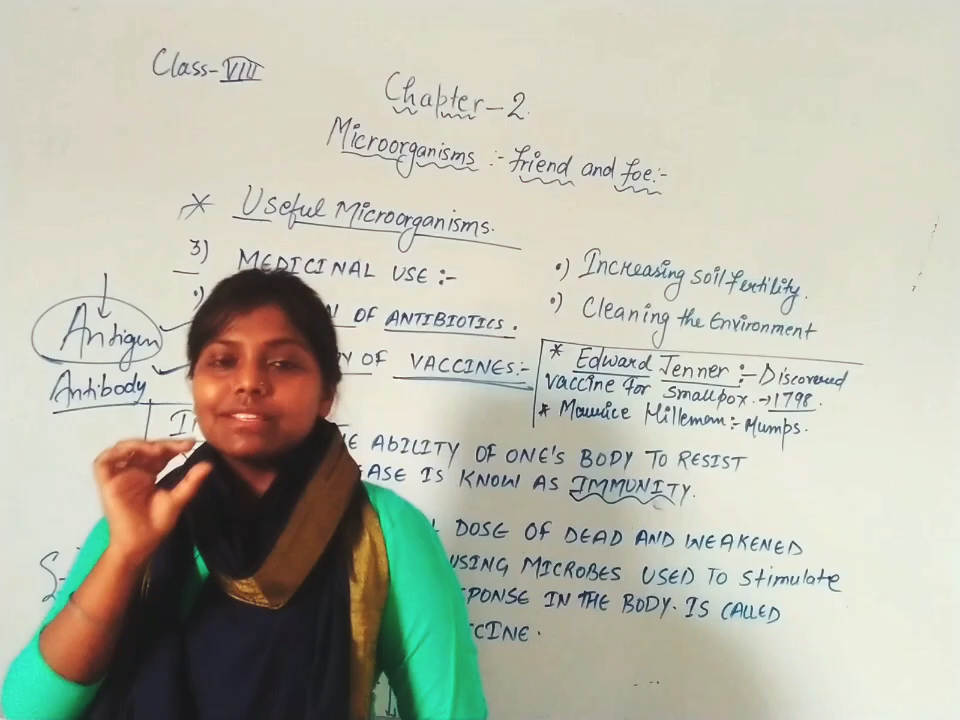 Class-VIII
Chapter-2
Microorganisms :- friend and foe:-
* Useful Microorganisms.
3) MEDICINAL USE :-
•)
OF ANTIBIOTICS.
OF VACCINES:-
Antigen
Antibody
•) Increasing soil fertility.
•) Cleaning the Environment
* Edward Jenner :- Discovered
vaccine for smallpox. → 1798.
* Maurice Hilleman:- Mumps.
ABILITY OF ONE'S BODY TO RESIST
IS KNOW AS IMMUNITY.
DOSE OF DEAD AND WEAKENED
USING MICROBES USED TO Stimulate
IN THE BODY. IS CALLED